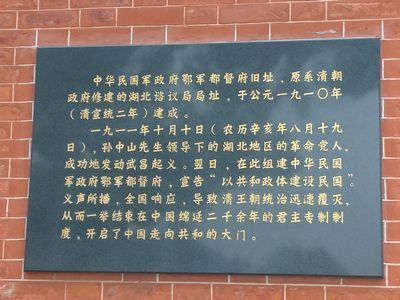 中华民国军政府鄂军都督府旧址，原系清朝
政府修建的湖北谘议局局址，于公元一九一〇年
（清宣统二年）建成。
一九一一年十月十日（农历辛亥年八月十九
日），孙中山先生领导下的湖北地区的革命党人，
成功地发动武昌起义。翌日，在此组建中华民国
军政府鄂军都督府，宣告“以共和政体建设民国”。
义声所播，全国响应，导致清王朝统治迅速覆灭，
从而一举结束在中国绵延二千余年的君主专制制
度，开启了中国走向共和的大门。